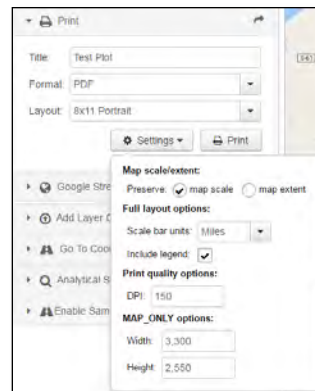 Print
Title: Test Plot
Format: PDF
Layout: 8x11 Portrait
Settings Print
Map scale/extent:
Preserve: map scale map extent
Full layout options:
Scale bar units: Miles
Include legend:
Print quality options:
DPI: 150
MAP_ONLY options:
Width: 3,300
Height: 2,550
Google Stre
Add Layer
Go To Coo
Analytical S
Enable Sam